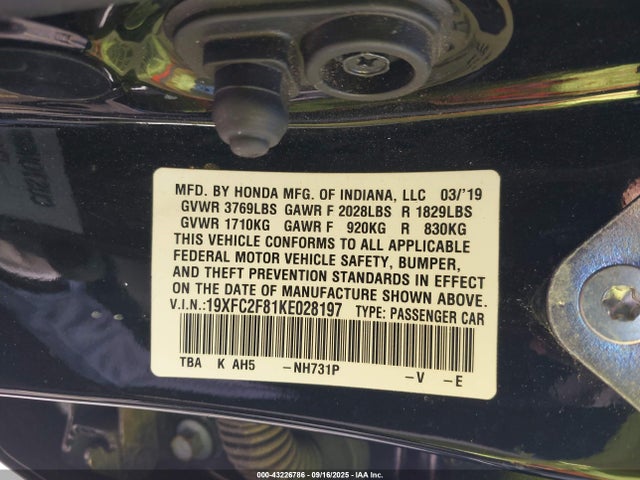 MFD. BY HONDA MFG. OF INDIANA, LLC 03/'19
GVWR 3769LBS GAWR F 2028LBS R 1829LBS
GVWR 1710KG GAWR F 920KG R 830KG
THIS VEHICLE CONFORMS TO ALL APPLICABLE
FEDERAL MOTOR VEHICLE SAFETY, BUMPER,
AND THEFT PREVENTION STANDARDS IN EFFECT
ON THE DATE OF MANUFACTURE SHOWN ABOVE.
V.I.N.:19XFC2F81KE028197 TYPE: PASSENGER CAR
TBA K AH5 -NH731P -V -E
000-43226786 - 09/16/2025 - IAA Inc.